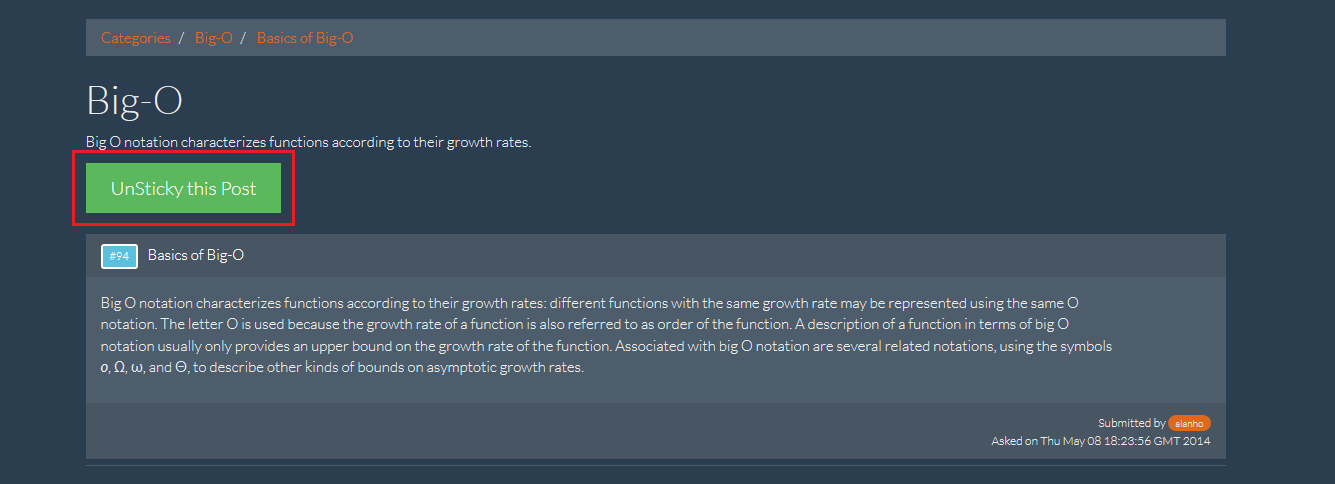 Categories / Big-O / Basics of Big-O
Big-O
Big O notation characterizes functions according to their growth rates.
UnSticky this Post
#94 Basics of Big-O
Big O notation characterizes functions according to their growth rates: different functions with the same growth rate may be represented using the same O
notation. The letter O is used because the growth rate of a function is also referred to as order of the function. A description of a function in terms of big O
notation usually only provides an upper bound on the growth rate of the function. Associated with big O notation are several related notations, using the symbols
o, Ω, ω, and Θ, to describe other kinds of bounds on asymptotic growth rates.
Submitted by alanho
Asked on Thu May 08 18:23:56 GMT 2014